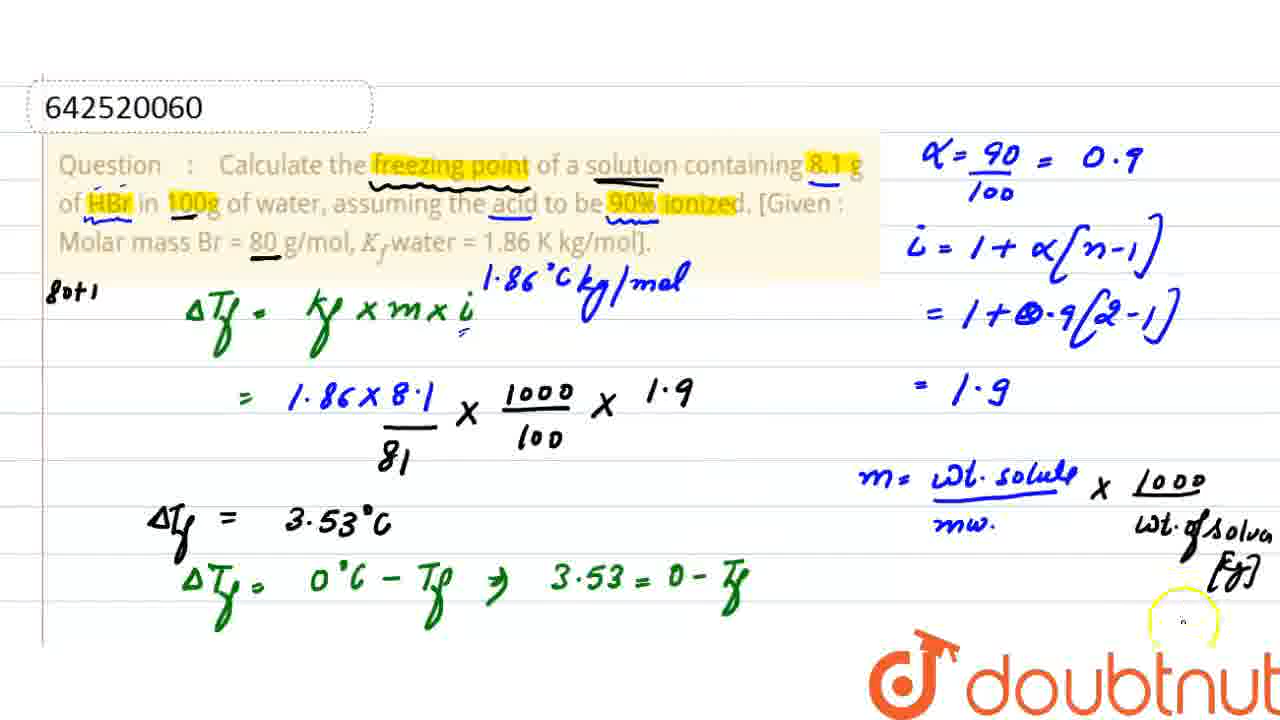 642520060
Question : Calculate the freezing point of a solution containing 8.1 g
of HBr in 100g of water, assuming the acid to be 90% ionized. [Given :
Molar mass Br = 80 g/mol, Kf water = 1.86 K kg/mol].
80+1
1.86°C kg/mol
ΔTf = Kf × m × i
= 1.86 × 8.1 / 81 × 1000 / 100 × 1.9
ΔTf = 3.53°C
ΔTf = 0°C - Tf ⇒ 3.53 = 0 - Tf
α = 90 / 100 = 0.9
i = 1 + α[n-1]
= 1 + 0.9[2-1]
= 1.9
m = wt. solute / mw. × 1000 / wt. of solva
[kg]
doubtnut